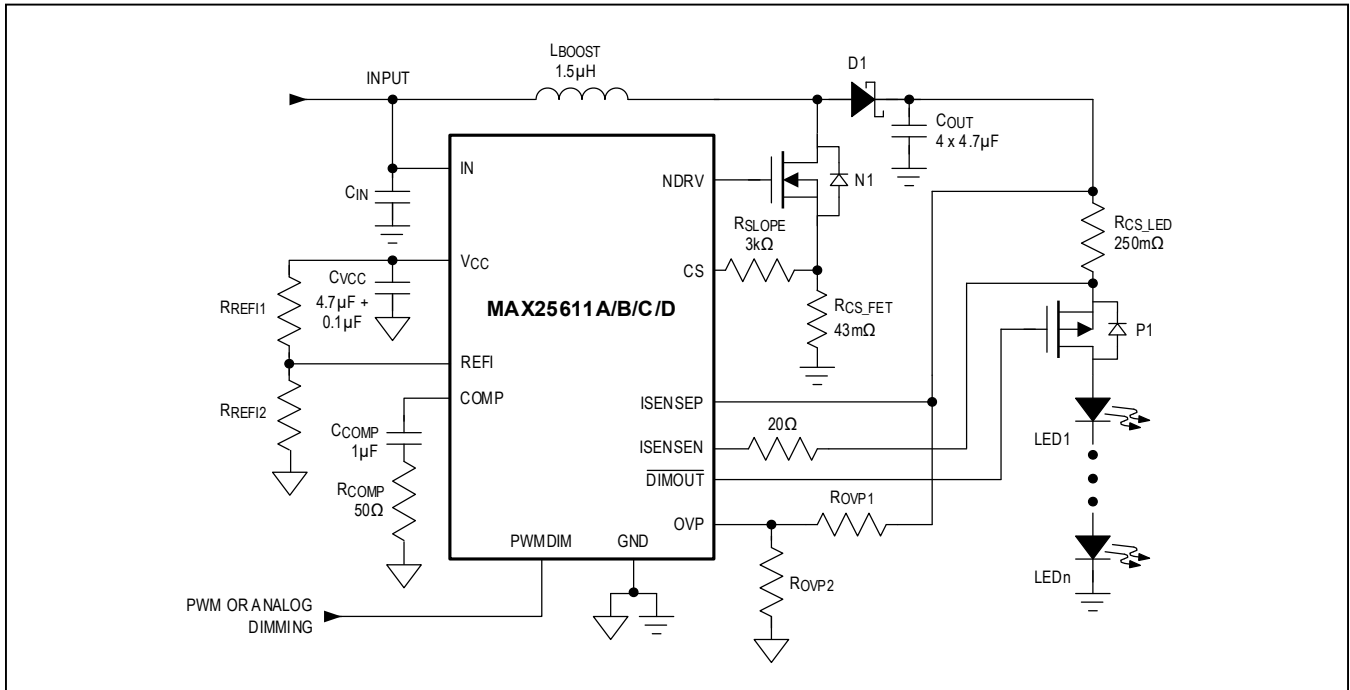 LBOOST
1.5µH
D1
INPUT
COUT
4 x 4.7µF
IN
NDRV
N1
CIN
RSLOPE
3kΩ
RCS_LED
250mΩ
CVCC
4.7µF +
0.1µF
VCC
CS
MAX25611A/B/C/D
RREFI1
RCS_FET
43mΩ
P1
REFI
COMP
ISENSEP
RREFI2
CCOMP
1µF
20Ω
LED1
ISENSEN
DIMOUT
RCOMP
50Ω
ROVP1
OVP
PWMDIM
GND
LEDn
ROVP2
PWM OR ANALOG
DIMMING